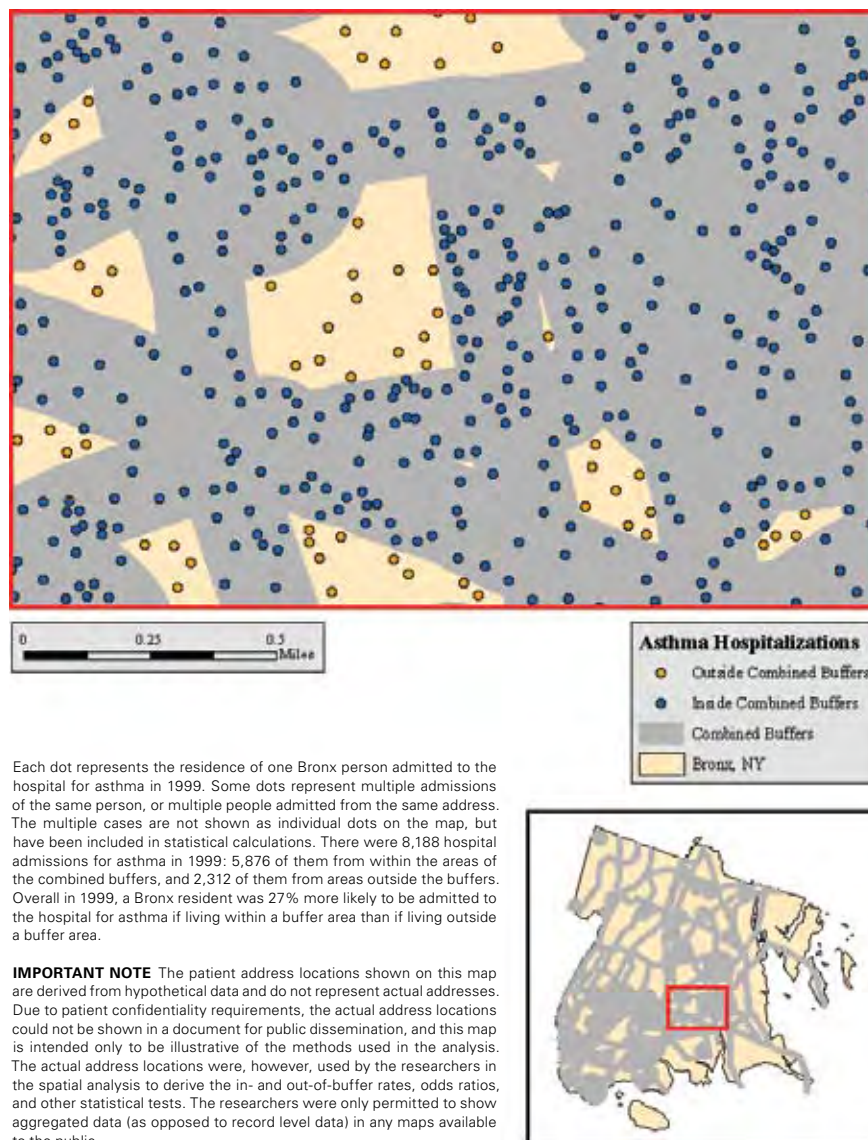 0 0.25 0.5
Miles
Asthma Hospitalizations
Outside Combined Buffers
Inside Combined Buffers
Combined Buffers
Bronx, NY
Each dot represents the residence of one Bronx person admitted to the
hospital for asthma in 1999. Some dots represent multiple admissions
of the same person, or multiple people admitted from the same address.
The multiple cases are not shown as individual dots on the map, but
have been included in statistical calculations. There were 8,188 hospital
admissions for asthma in 1999: 5,876 of them from within the areas of
the combined buffers, and 2,312 of them from areas outside the buffers.
Overall in 1999, a Bronx resident was 27% more likely to be admitted to
the hospital for asthma if living within a buffer area than if living outside
a buffer area.
IMPORTANT NOTE The patient address locations shown on this map
are derived from hypothetical data and do not represent actual addresses.
Due to patient confidentiality requirements, the actual address locations
could not be shown in a document for public dissemination, and this map
is intended only to be illustrative of the methods used in the analysis.
The actual address locations were, however, used by the researchers in
the spatial analysis to derive the in- and out-of-buffer rates, odds ratios,
and other statistical tests. The researchers were only permitted to show
aggregated data (as opposed to record level data) in any maps available
to the public.